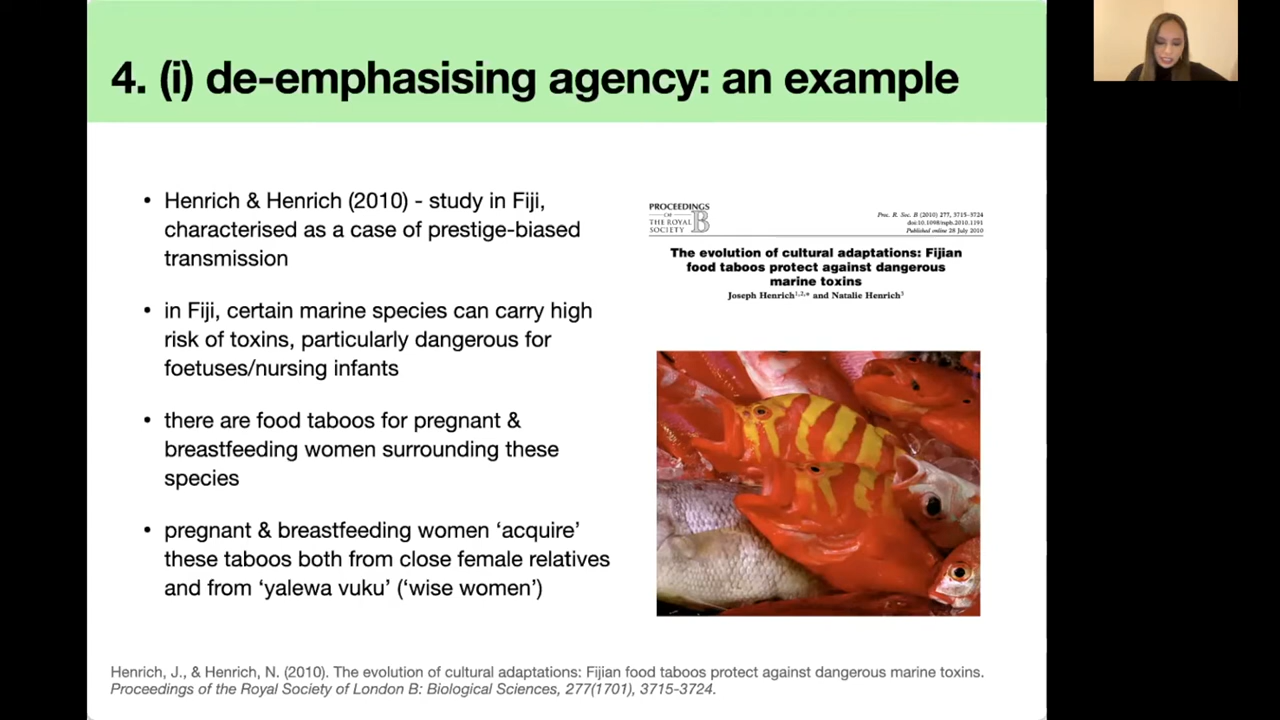 4. (i) de-emphasising agency: an example
• Henrich & Henrich (2010) - study in Fiji,
characterised as a case of prestige-biased
transmission
• in Fiji, certain marine species can carry high
risk of toxins, particularly dangerous for
foetuses/nursing infants
• there are food taboos for pregnant &
breastfeeding women surrounding these
species
• pregnant & breastfeeding women ‘acquire’
these taboos both from close female relatives
and from ‘yalewa vuku’ (‘wise women’)
PROCEEDINGS
OF
THE ROYAL
SOCIETY
B
Proc. R. Soc. B (2010) 277, 3715–3724
doi:10.1098/rspb.2010.1191
Published online 28 July 2010
The evolution of cultural adaptations: Fijian
food taboos protect against dangerous
marine toxins
Joseph Henrich1,2,* and Natalie Henrich3
Henrich, J., & Henrich, N. (2010). The evolution of cultural adaptations: Fijian food taboos protect against dangerous marine toxins.
Proceedings of the Royal Society of London B: Biological Sciences, 277(1701), 3715-3724.